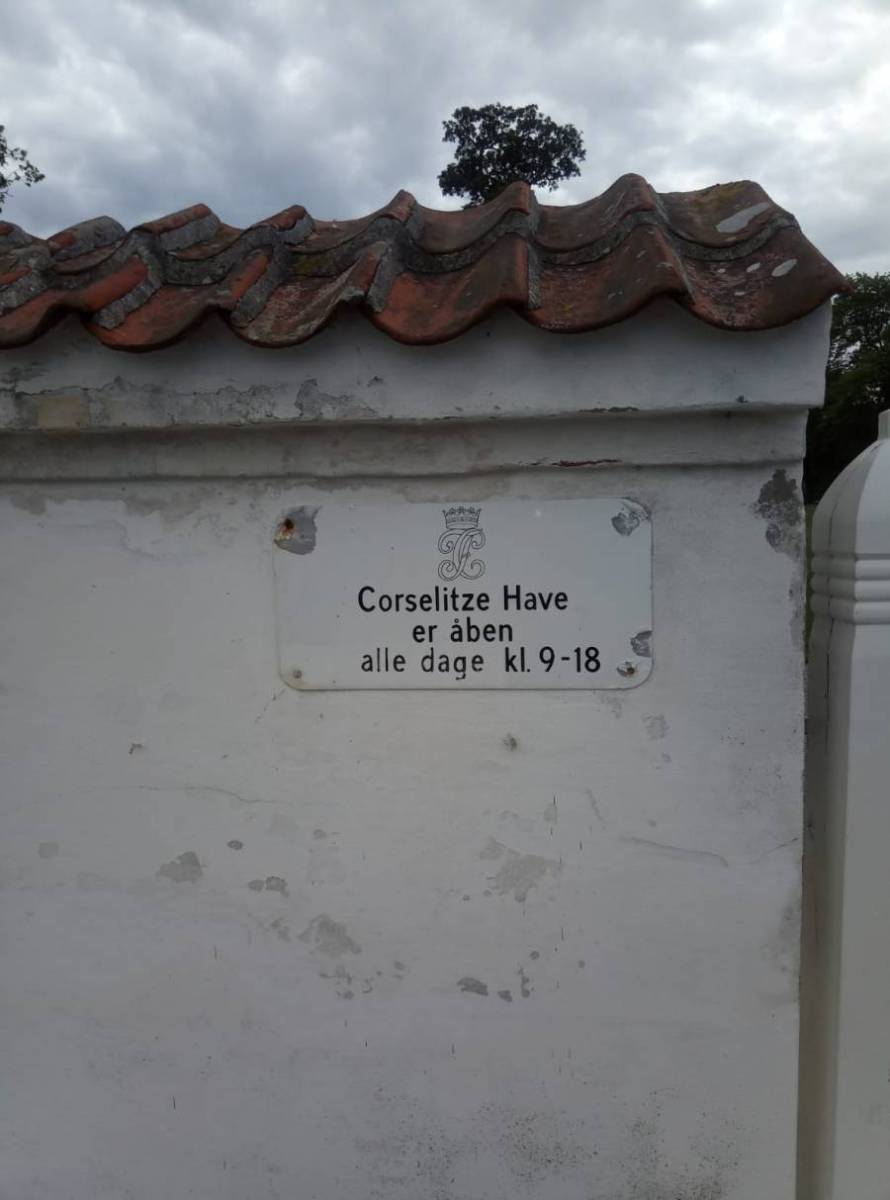 Corselitze Have
er åben
alle dage kl. 9-18